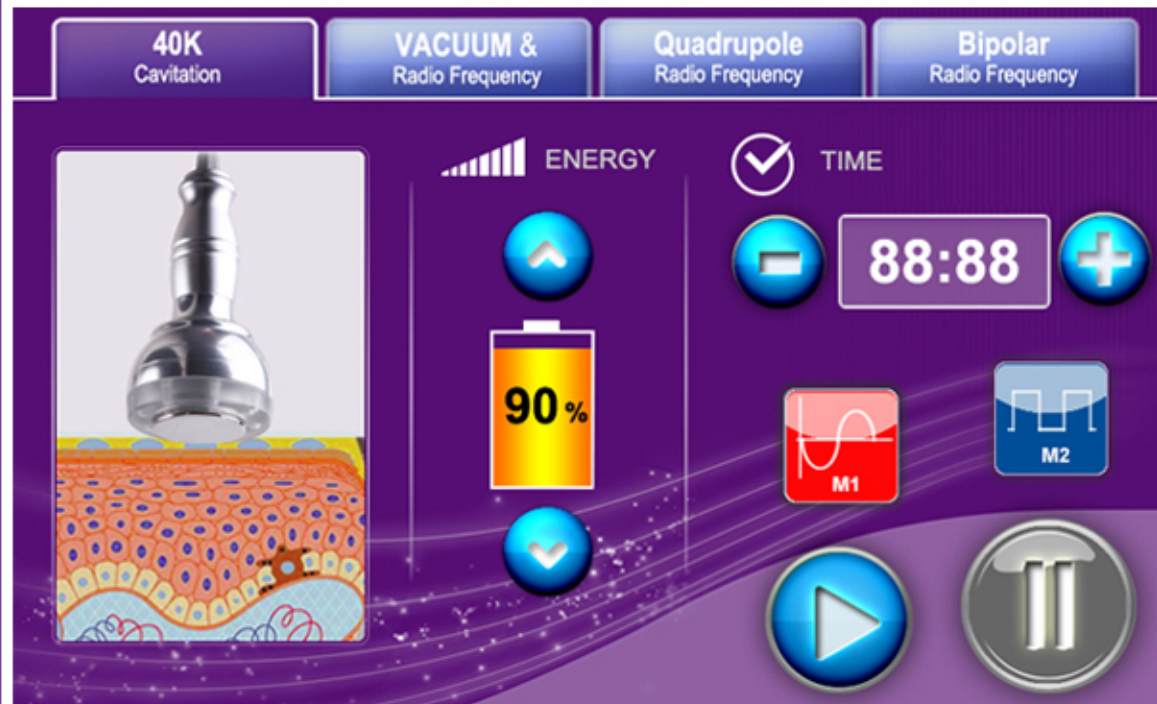 40K
Cavitation
VACUUM &
Radio Frequency
Quadrupole
Radio Frequency
Bipolar
Radio Frequency
ENERGY
TIME
88:88
90 %
M1
M2